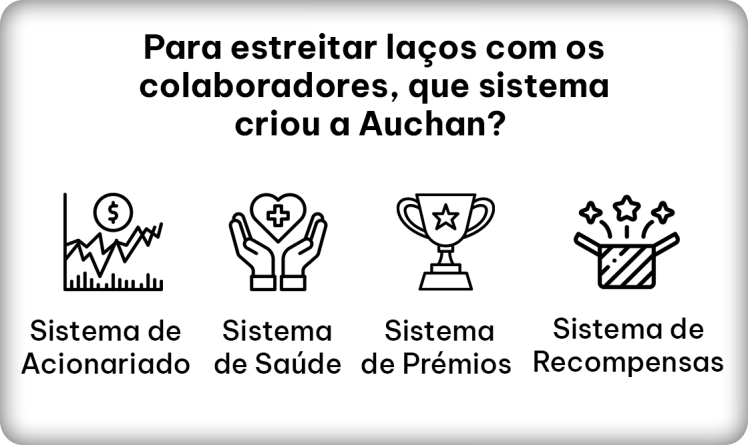 Para estreitar laços com os
colaboradores, que sistema
criou a Auchan?
$
Sistema de
Acionariado
Sistema
de Saúde
Sistema
de Prémios
Sistema de
Recompensas